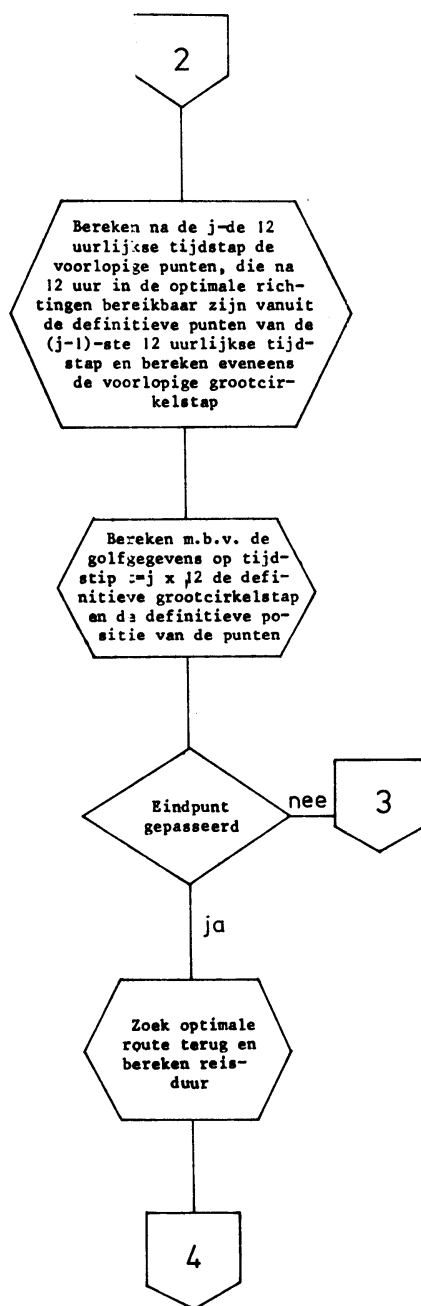 2
Bereken na de j-de 12
uurlijkse tijdstap de
voorlopige punten, die na
12 uur in de optimale rich-
tingen bereikbaar zijn vanuit
de definitieve punten van de
(j-1)-ste 12 uurlijkse tijd-
stap en bereken eveneens
de voorlopige grootcir-
kelstap
Bereken m.b.v. de
golfgegevens op tijd-
stip :=j x 12 de defi-
nitieve grootcirkelstap
en de definitieve po-
sitie van de punten
Eindpunt
gepasseerd
nee
3
ja
Zoek optimale
route terug en
bereken reis-
duur
4